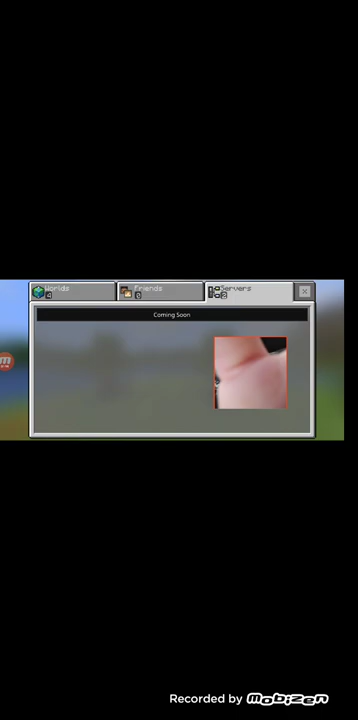 Worlds
Friends
Servers
Coming Soon
Recorded by mobizen